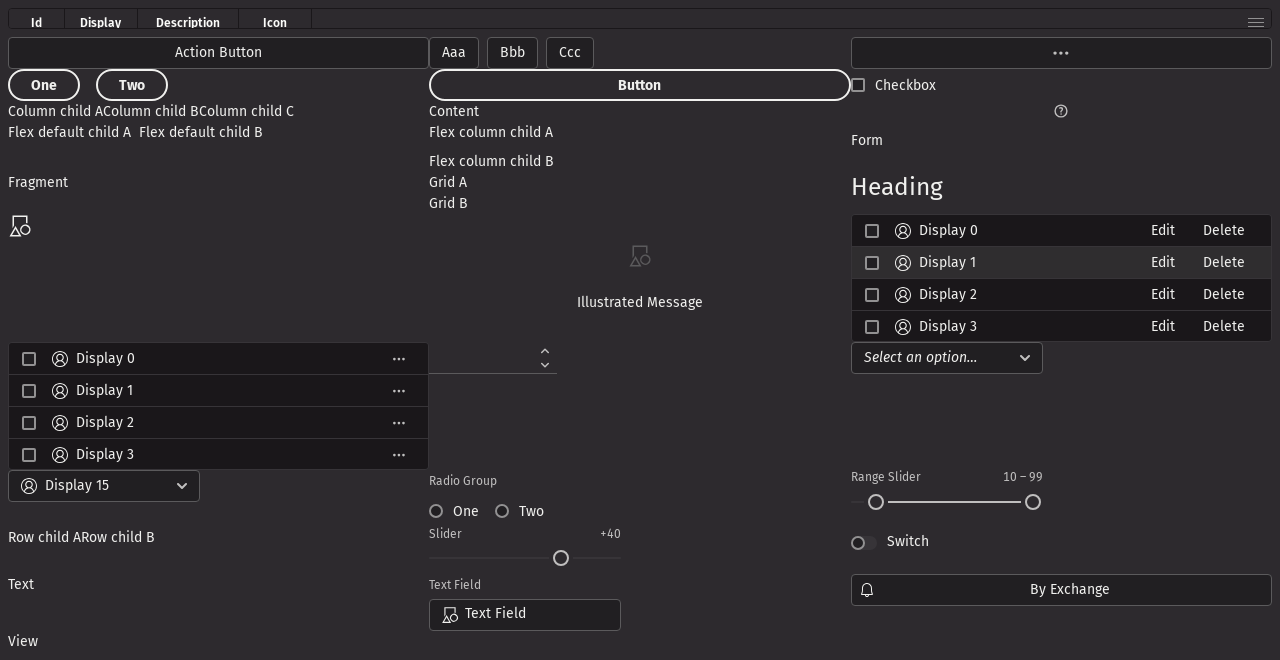 Id Display Description Icon
Action Button Aaa Bbb Ccc
One Two Button Checkbox
Column child AColumn child BColumn child C Content
Flex default child A Flex default child B Flex column child A
Form
Flex column child B
Fragment Grid A
Heading
Grid B
Display 0 Edit Delete
Display 1 Edit Delete
Display 2 Edit Delete
Illustrated Message
Display 3 Edit Delete
Display 0 Select an option...
Display 1
Display 2
Display 3
Radio Group Range Slider 10 – 99
Display 15
One Two
Slider +40
Row child ARow child B Switch
Text Text Field
By Exchange
Text Field
View